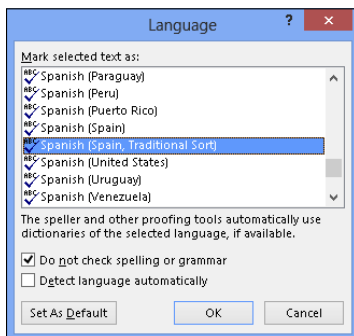 Language
Mark selected text as:
Spanish (Paraguay)
Spanish (Peru)
Spanish (Puerto Rico)
Spanish (Spain)
Spanish (Spain, Traditional Sort)
Spanish (United States)
Spanish (Uruguay)
Spanish (Venezuela)
The speller and other proofing tools automatically use
dictionaries of the selected language, if available.
Do not check spelling or grammar
Detect language automatically
Set As Default OK Cancel